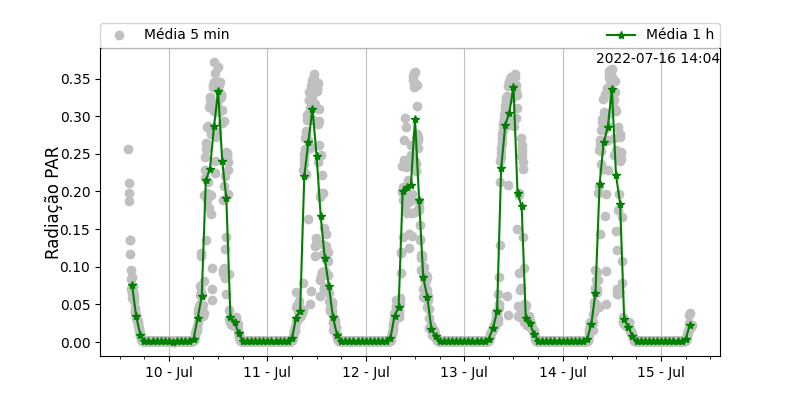 Média 5 min
Média 1 h
2022-07-16 14:04
Radiação PAR
0.35
0.30
0.25
0.20
0.15
0.10
0.05
0.00
10 - Jul
11 - Jul
12 - Jul
13 - Jul
14 - Jul
15 - Jul